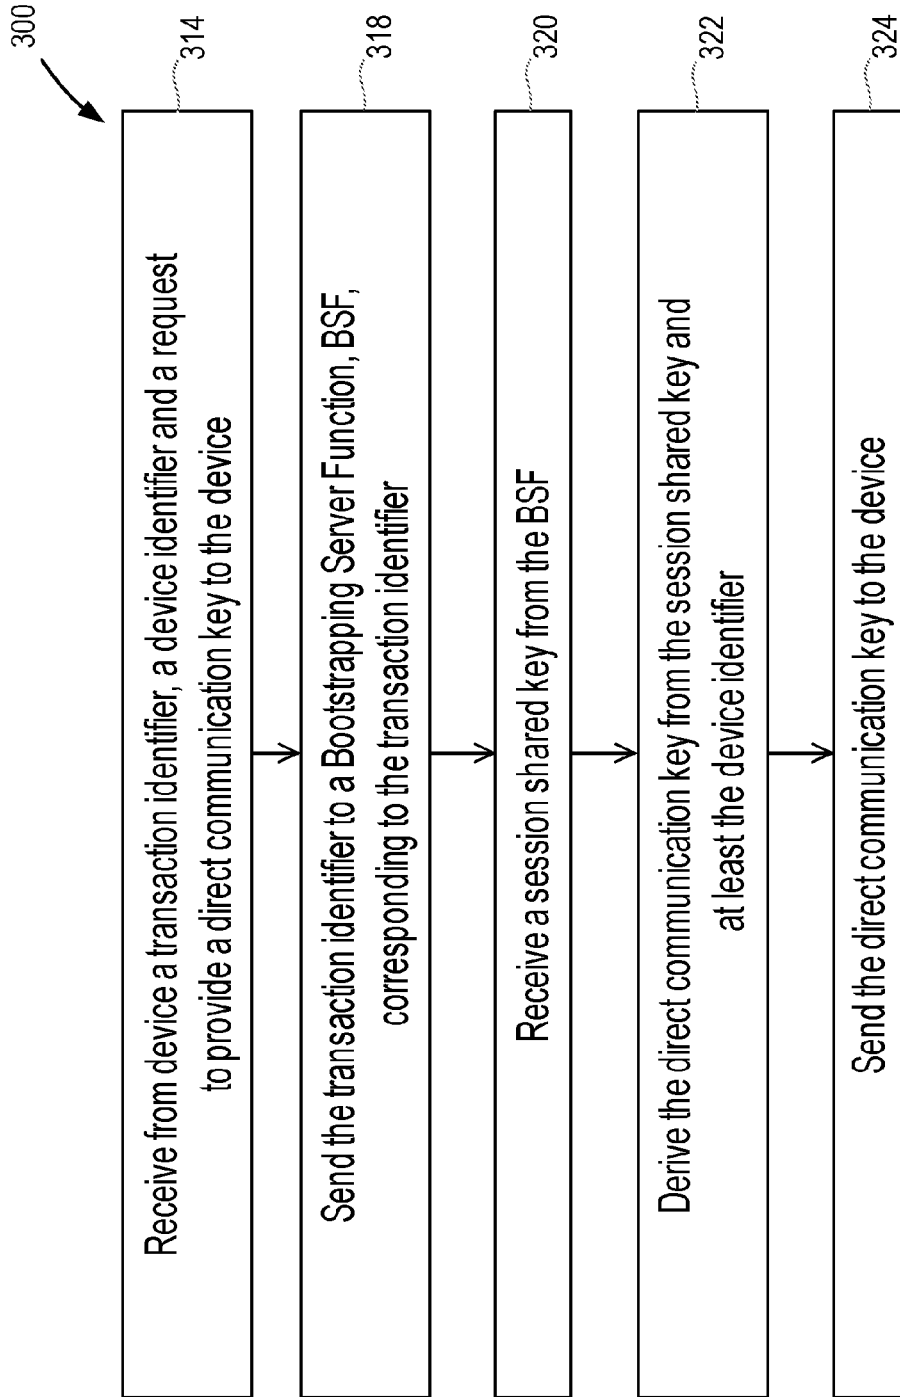 300
Receive from device a transaction identifier, a device identifier and a request
to provide a direct communication key to the device
314
Send the transaction identifier to a Bootstrapping Server Function, BSF,
corresponding to the transaction identifier
318
Receive a session shared key from the BSF
320
Derive the direct communication key from the session shared key and
at least the device identifier
322
Send the direct communication key to the device
324